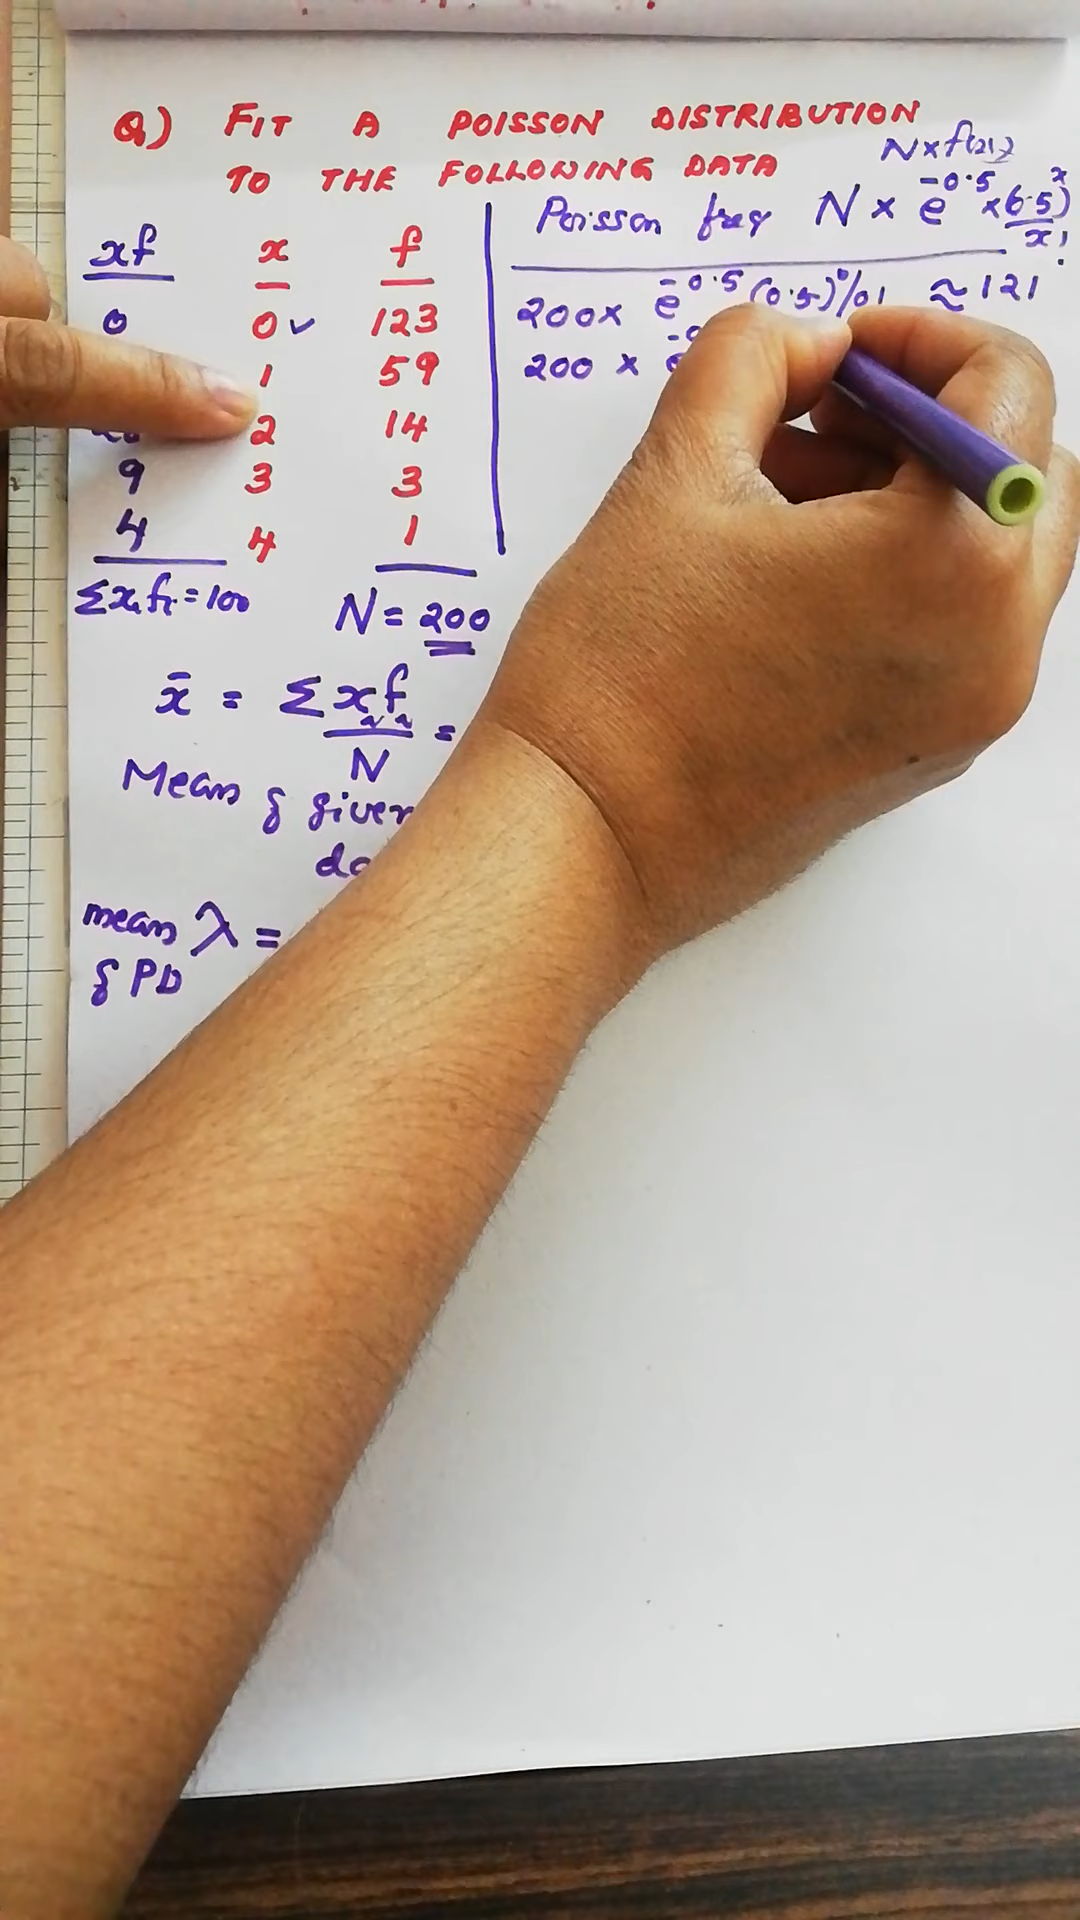 Q) FIT A POISSON DISTRIBUTION
TO THE FOLLOWING DATA
xf x f
0 0 ✓ 123
1 59
2 14
9 3 3
4 4 1
Σxifi=100 N = 200
x̄ = Σxf/N =
Mean of given
mean λ =
of PD
N×f(x)
Poisson freq N × e^-0.5 × (0.5)^x/x!
200× e^-0.5 (0.5)^0/0! ≈ 121
200 ×